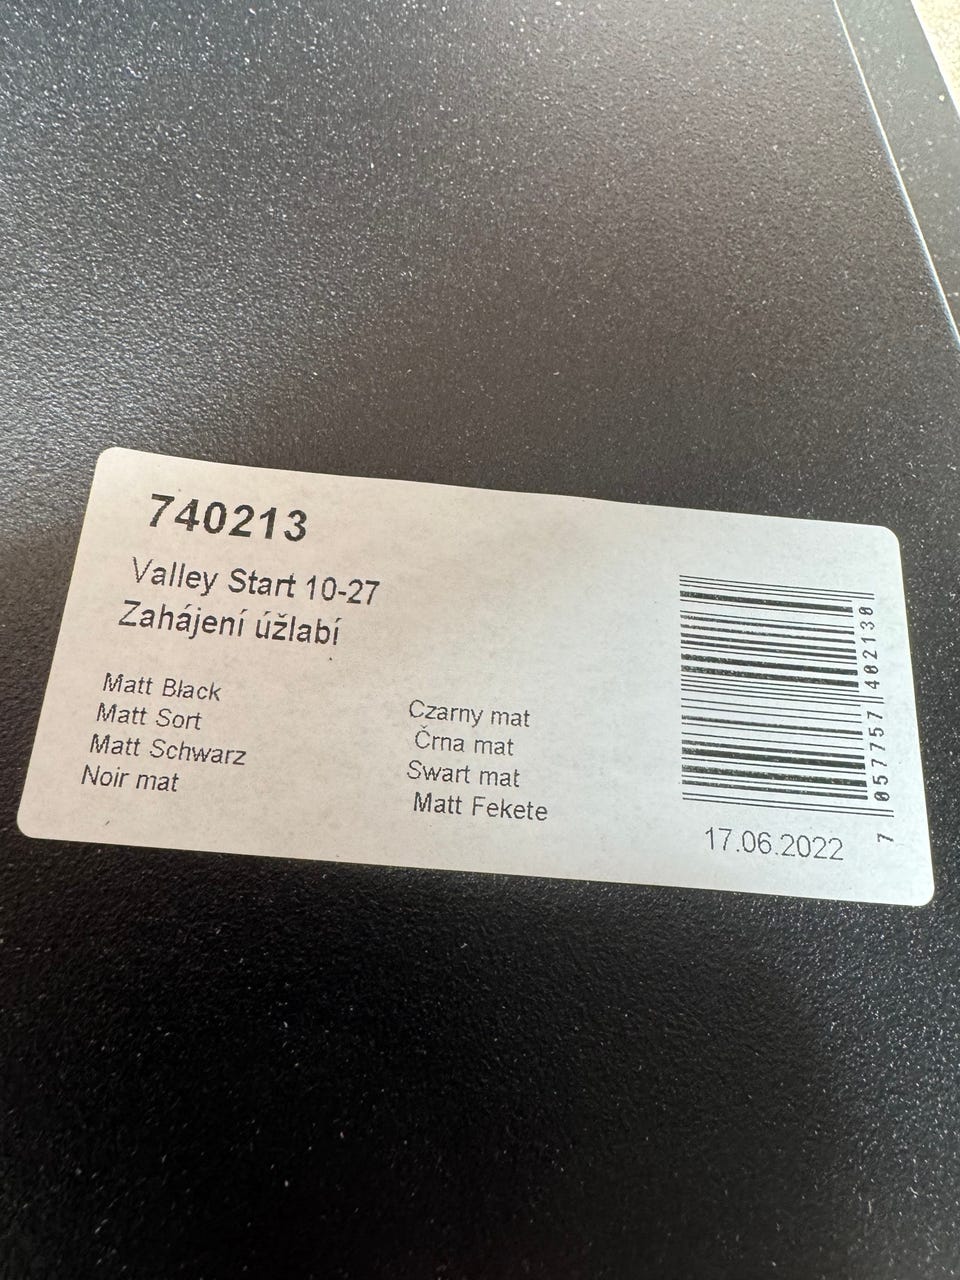 740213
Valley Start 10-27
Zahájení úžlabí
Matt Black
Matt Sort
Matt Schwarz
Noir mat
Czarny mat
Črna mat
Swart mat
Matt Fekete
7 057757 402130
17.06.2022